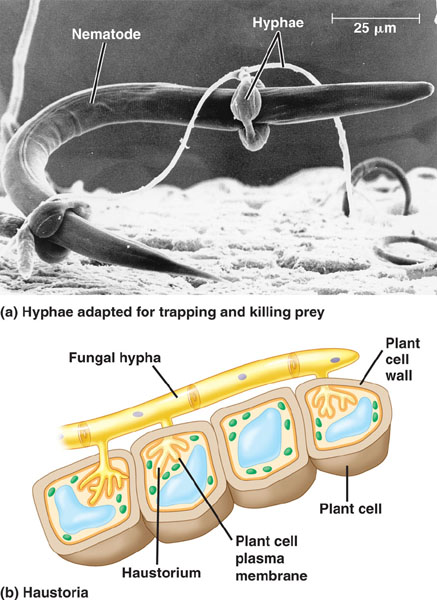 Nematode
Hyphae
25 μm
(a) Hyphae adapted for trapping and killing prey
Fungal hypha
Plant
cell
wall
Plant cell
Haustorium
Plant cell
plasma
membrane
(b) Haustoria